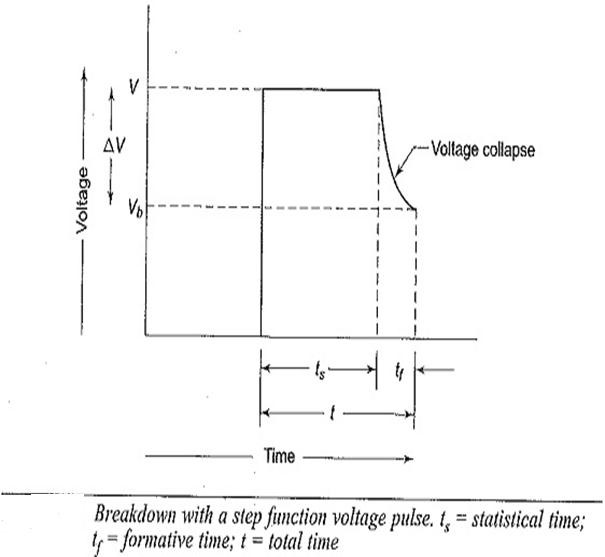 V
ΔV
Voltage
V_b
Voltage collapse
t_s
t_f
t
Time
Breakdown with a step function voltage pulse. t_s = statistical time;
t_f = formative time; t = total time